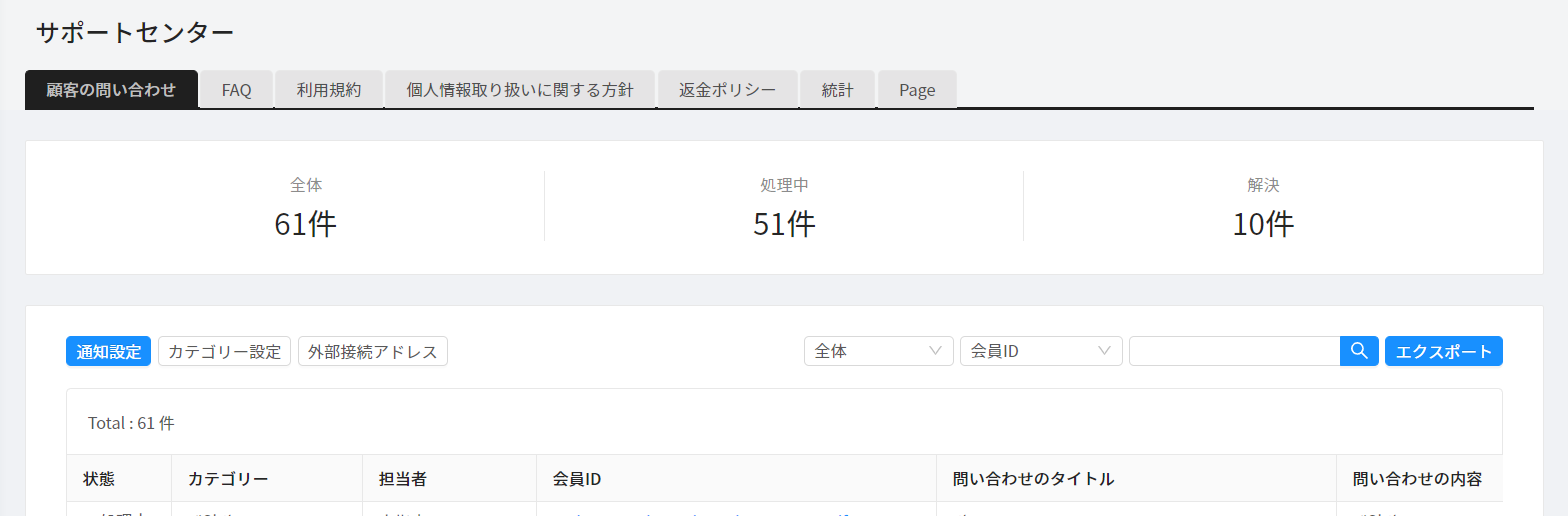 サポートセンター
顧客の問い合わせ FAQ 利用規約 個人情報取り扱いに関する方針 返金ポリシー 統計 Page
全体 処理中 解決
61件 51件 10件
通知設定 カテゴリー設定 外部接続アドレス 全体 会員ID エクスポート
Total : 61 件
状態 カテゴリー 担当者 会員ID 問い合わせのタイトル 問い合わせの内容